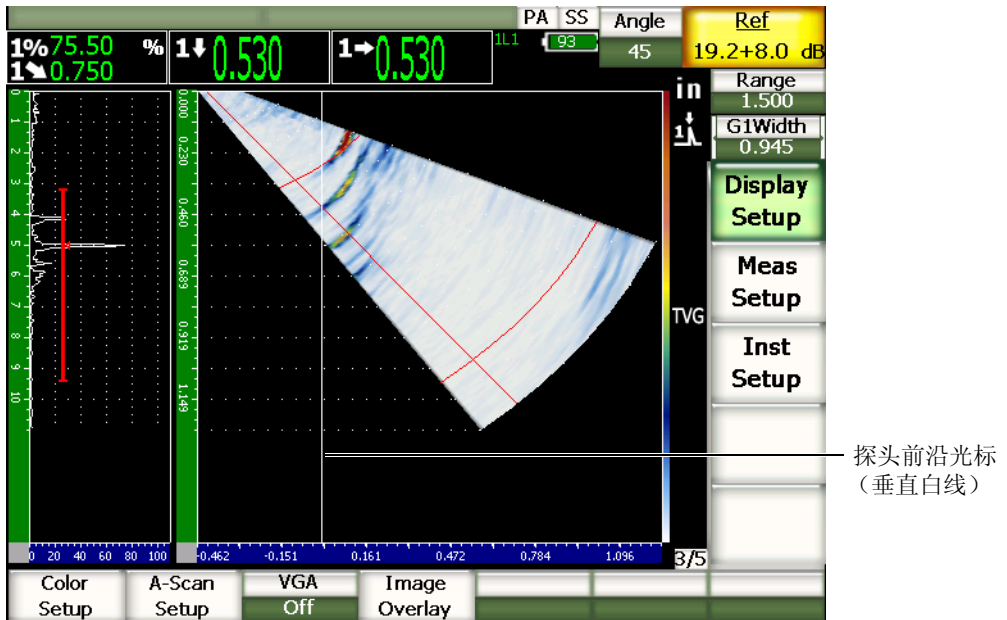 PA SS Angle Ref
1L1 93 45 19.2+8.0 dB
1% 75.50 %
1 0.750
1 0.530
1 0.530
in
Range
1.500
1
G1Width
0.945
Display
Setup
Meas
Setup
Inst
Setup
TVG
0
1
2
3
4
5
6
7
8
9
10
0.000
0.230
0.460
0.689
0.919
1.149
0 20 40 60 80 100
-0.462 -0.151 0.161 0.472 0.784 1.096
3/5
探头前沿光标
（垂直白线）
Color
Setup
A-Scan
Setup
VGA
Off
Image
Overlay